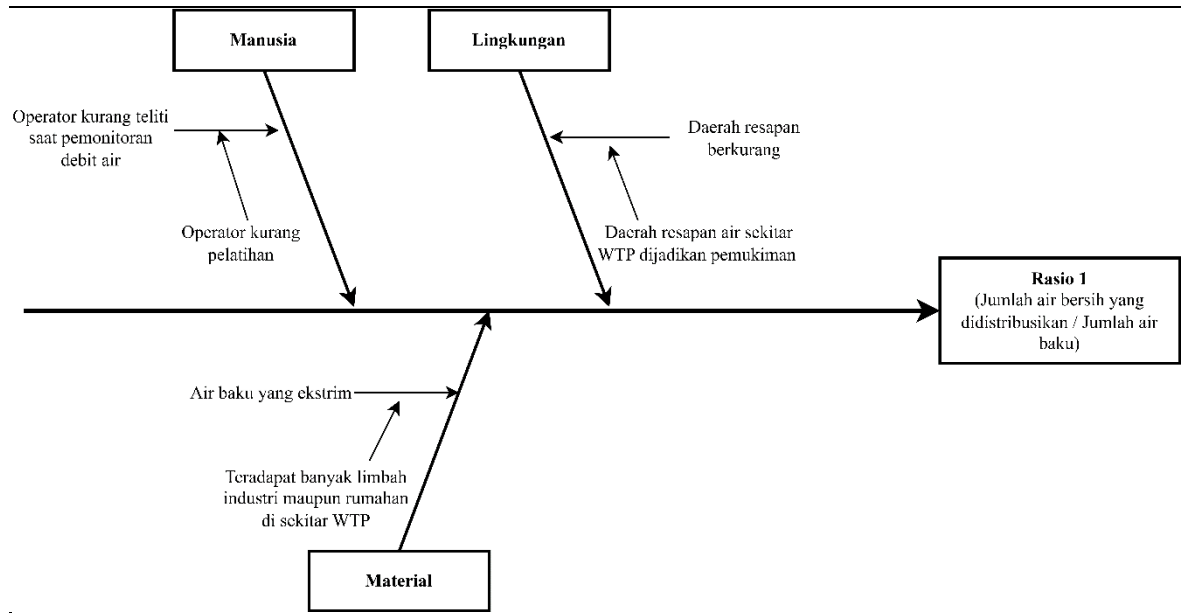 Manusia
Lingkungan
Operator kurang teliti
saat pemonitoran
debit air
Operator kurang
pelatihan
Daerah resapan
berkurang
Daerah resapan air sekitar
WTP dijadikan pemukiman
Rasio 1
(Jumlah air bersih yang
didistribusikan / Jumlah air
baku)
Air baku yang ekstrim
Teradapat banyak limbah
industri maupun rumahan
di sekitar WTP
Material